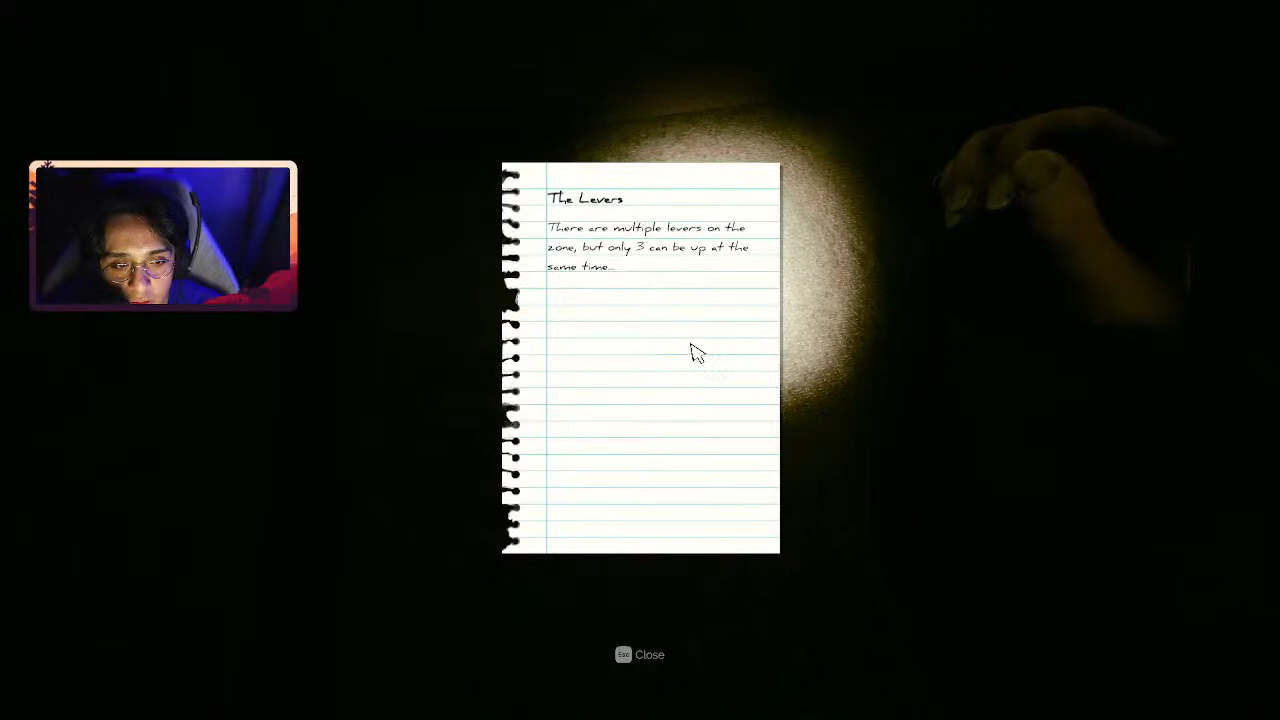 The Levers
There are multiple levers on the
zone, but only 3 can be up at the
same time...
Esc Close